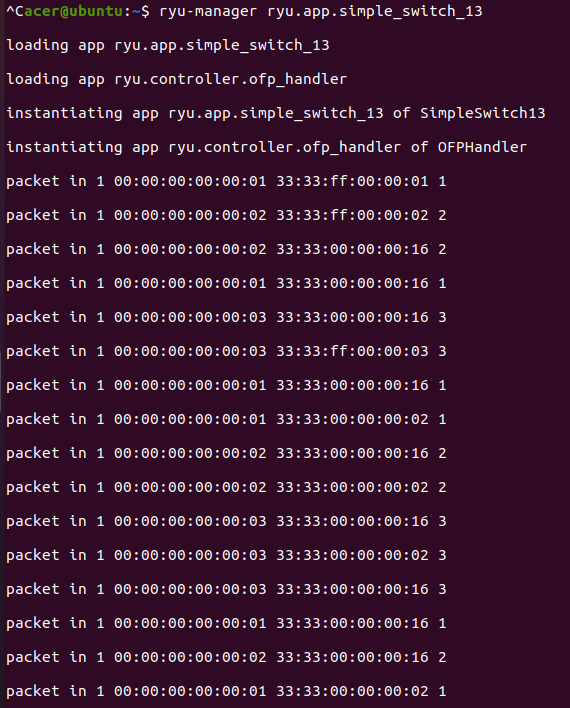 ^Cacer@ubuntu:~$ ryu-manager ryu.app.simple_switch_13
loading app ryu.app.simple_switch_13
loading app ryu.controller.ofp_handler
instantiating app ryu.app.simple_switch_13 of SimpleSwitch13
instantiating app ryu.controller.ofp_handler of OFPHandler
packet in 1 00:00:00:00:00:01 33:33:ff:00:00:01 1
packet in 1 00:00:00:00:00:02 33:33:ff:00:00:02 2
packet in 1 00:00:00:00:00:02 33:33:00:00:00:16 2
packet in 1 00:00:00:00:00:01 33:33:00:00:00:16 1
packet in 1 00:00:00:00:00:03 33:33:00:00:00:16 3
packet in 1 00:00:00:00:00:03 33:33:ff:00:00:03 3
packet in 1 00:00:00:00:00:01 33:33:00:00:00:16 1
packet in 1 00:00:00:00:00:01 33:33:00:00:00:02 1
packet in 1 00:00:00:00:00:02 33:33:00:00:00:16 2
packet in 1 00:00:00:00:00:02 33:33:00:00:00:02 2
packet in 1 00:00:00:00:00:03 33:33:00:00:00:16 3
packet in 1 00:00:00:00:00:03 33:33:00:00:00:02 3
packet in 1 00:00:00:00:00:03 33:33:00:00:00:16 3
packet in 1 00:00:00:00:00:01 33:33:00:00:00:16 1
packet in 1 00:00:00:00:00:02 33:33:00:00:00:16 2
packet in 1 00:00:00:00:00:01 33:33:00:00:00:02 1